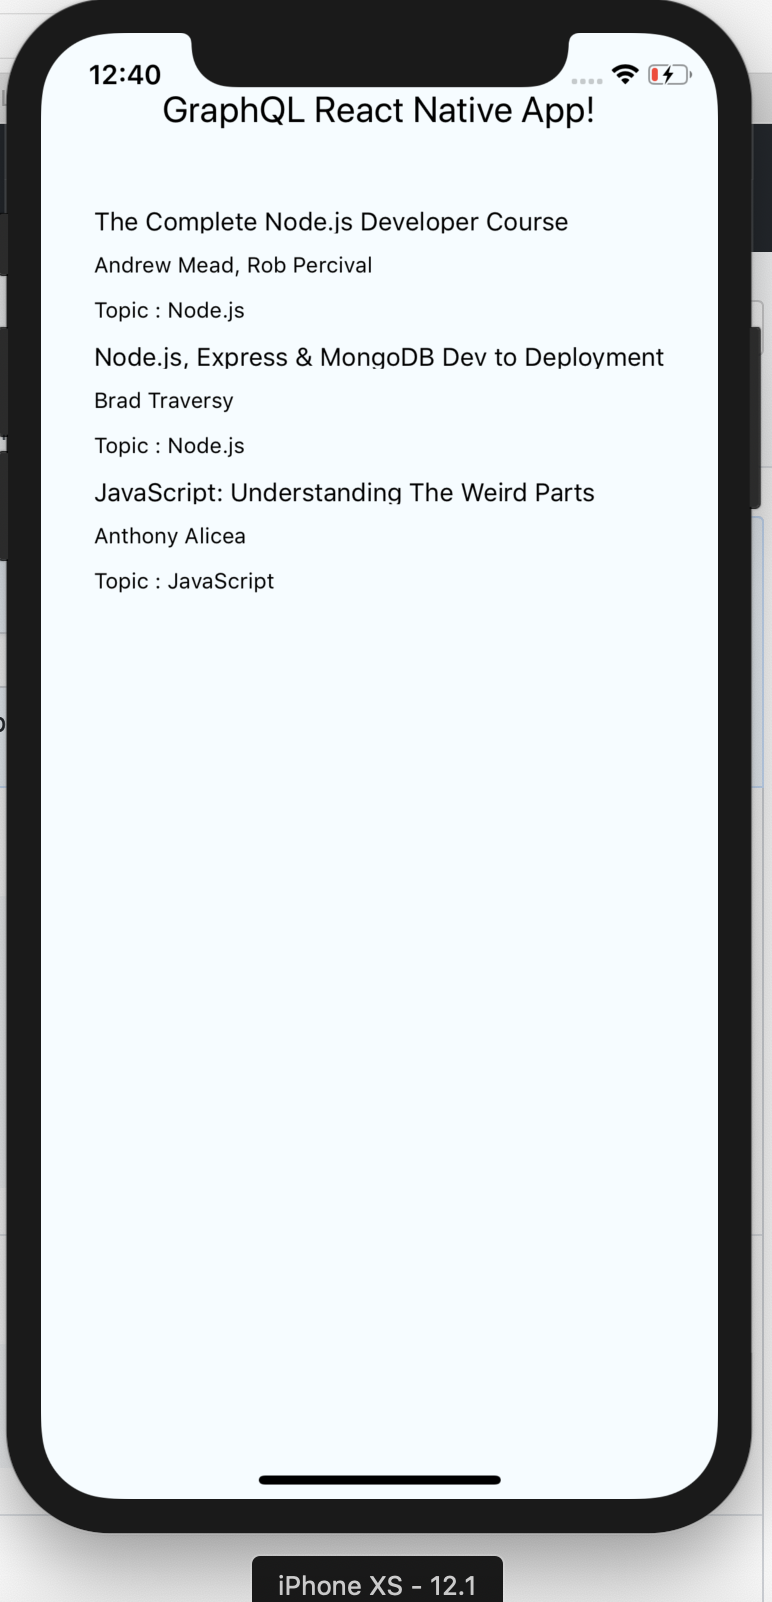 12:40
GraphQL React Native App!
The Complete Node.js Developer Course
Andrew Mead, Rob Percival
Topic : Node.js
Node.js, Express & MongoDB Dev to Deployment
Brad Traversy
Topic : Node.js
JavaScript: Understanding The Weird Parts
Anthony Alicea
Topic : JavaScript
iPhone XS - 12.1